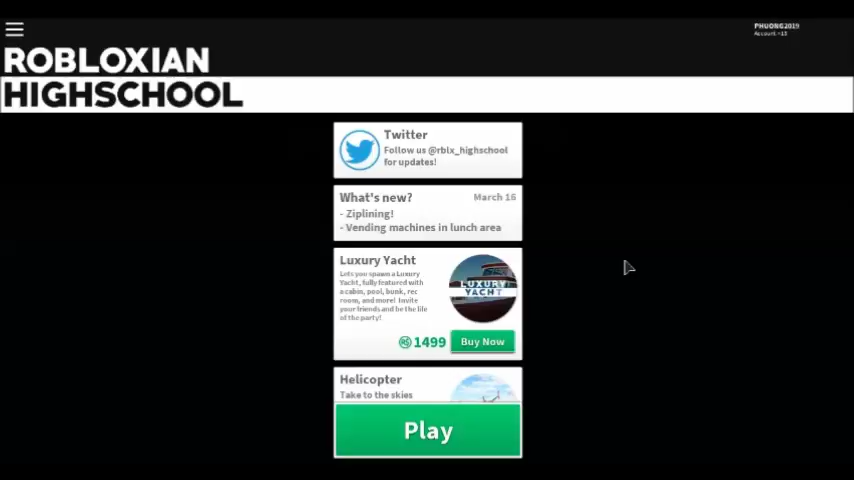 PHUONG2019
Account <13
ROBLOXIAN
HIGHSCHOOL
Twitter
Follow us @rblx_highschool
for updates!
What's new? March 16
- Ziplining!
- Vending machines in lunch area
Luxury Yacht
Lets you spawn a Luxury
Yacht, fully featured with
a cabin, pool, bunk, rec
room, and more! Invite
your friends and be the life
of the party!
LUXURY
YACHT
R$ 1499 Buy Now
Helicopter
Take to the skies
Play